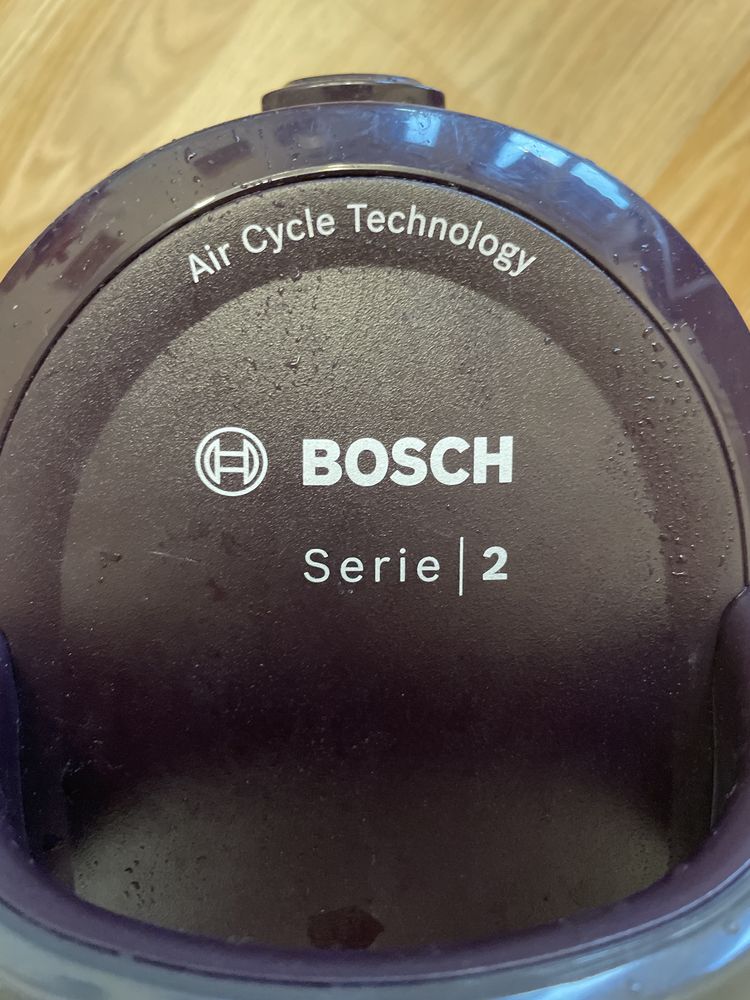 Air Cycle Technology
BOSCH
Serie | 2